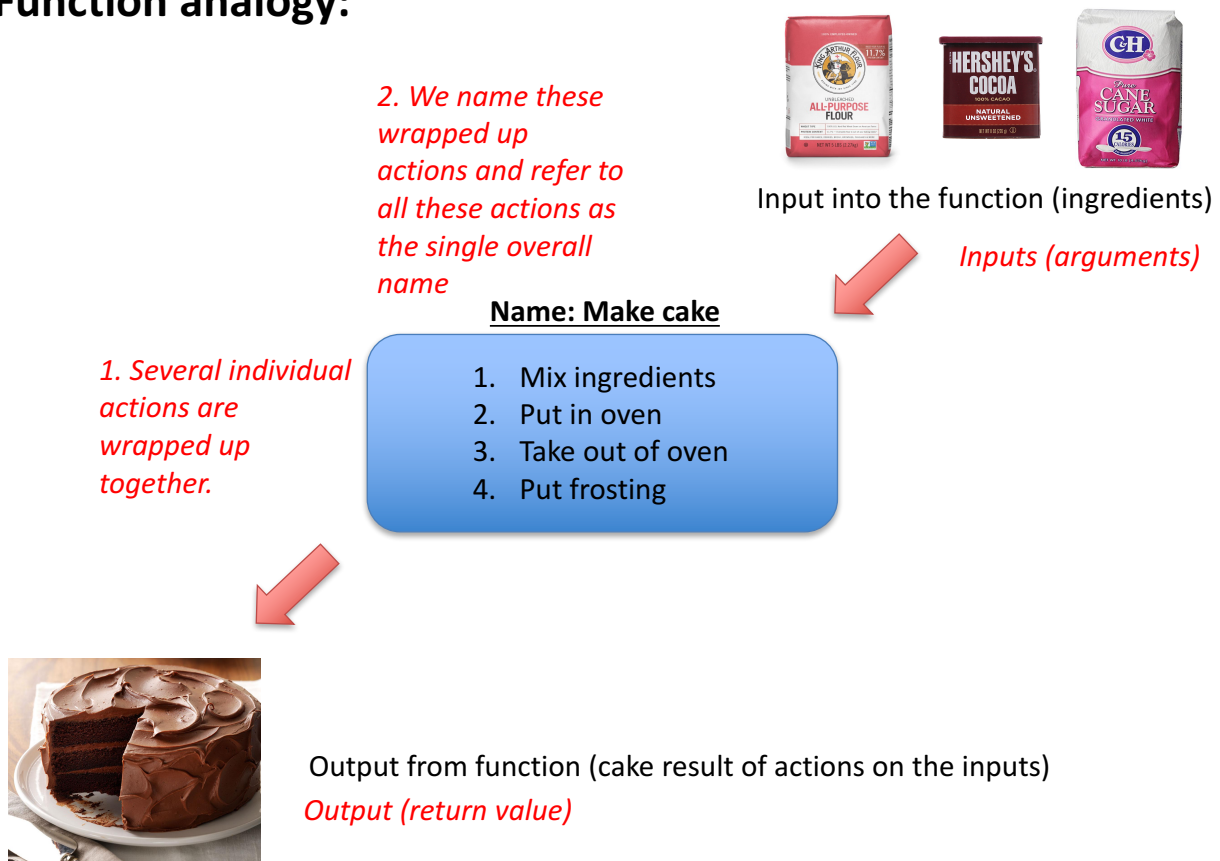 Function analogy:
2. We name these
wrapped up
actions and refer to
all these actions as
the single overall
name
KING ARTHUR FLOUR
11.7%
UNBLEACHED
ALL-PURPOSE
FLOUR
HERSHEY'S
COCOA
100% CACAO
NATURAL
UNSWEETENED
C&H
Pure
CANE
SUGAR
GRANULATED WHITE
15
CALORIES
Input into the function (ingredients)
Inputs (arguments)
Name: Make cake
1. Several individual
actions are
wrapped up
together.
1. Mix ingredients
2. Put in oven
3. Take out of oven
4. Put frosting
Output from function (cake result of actions on the inputs)
Output (return value)